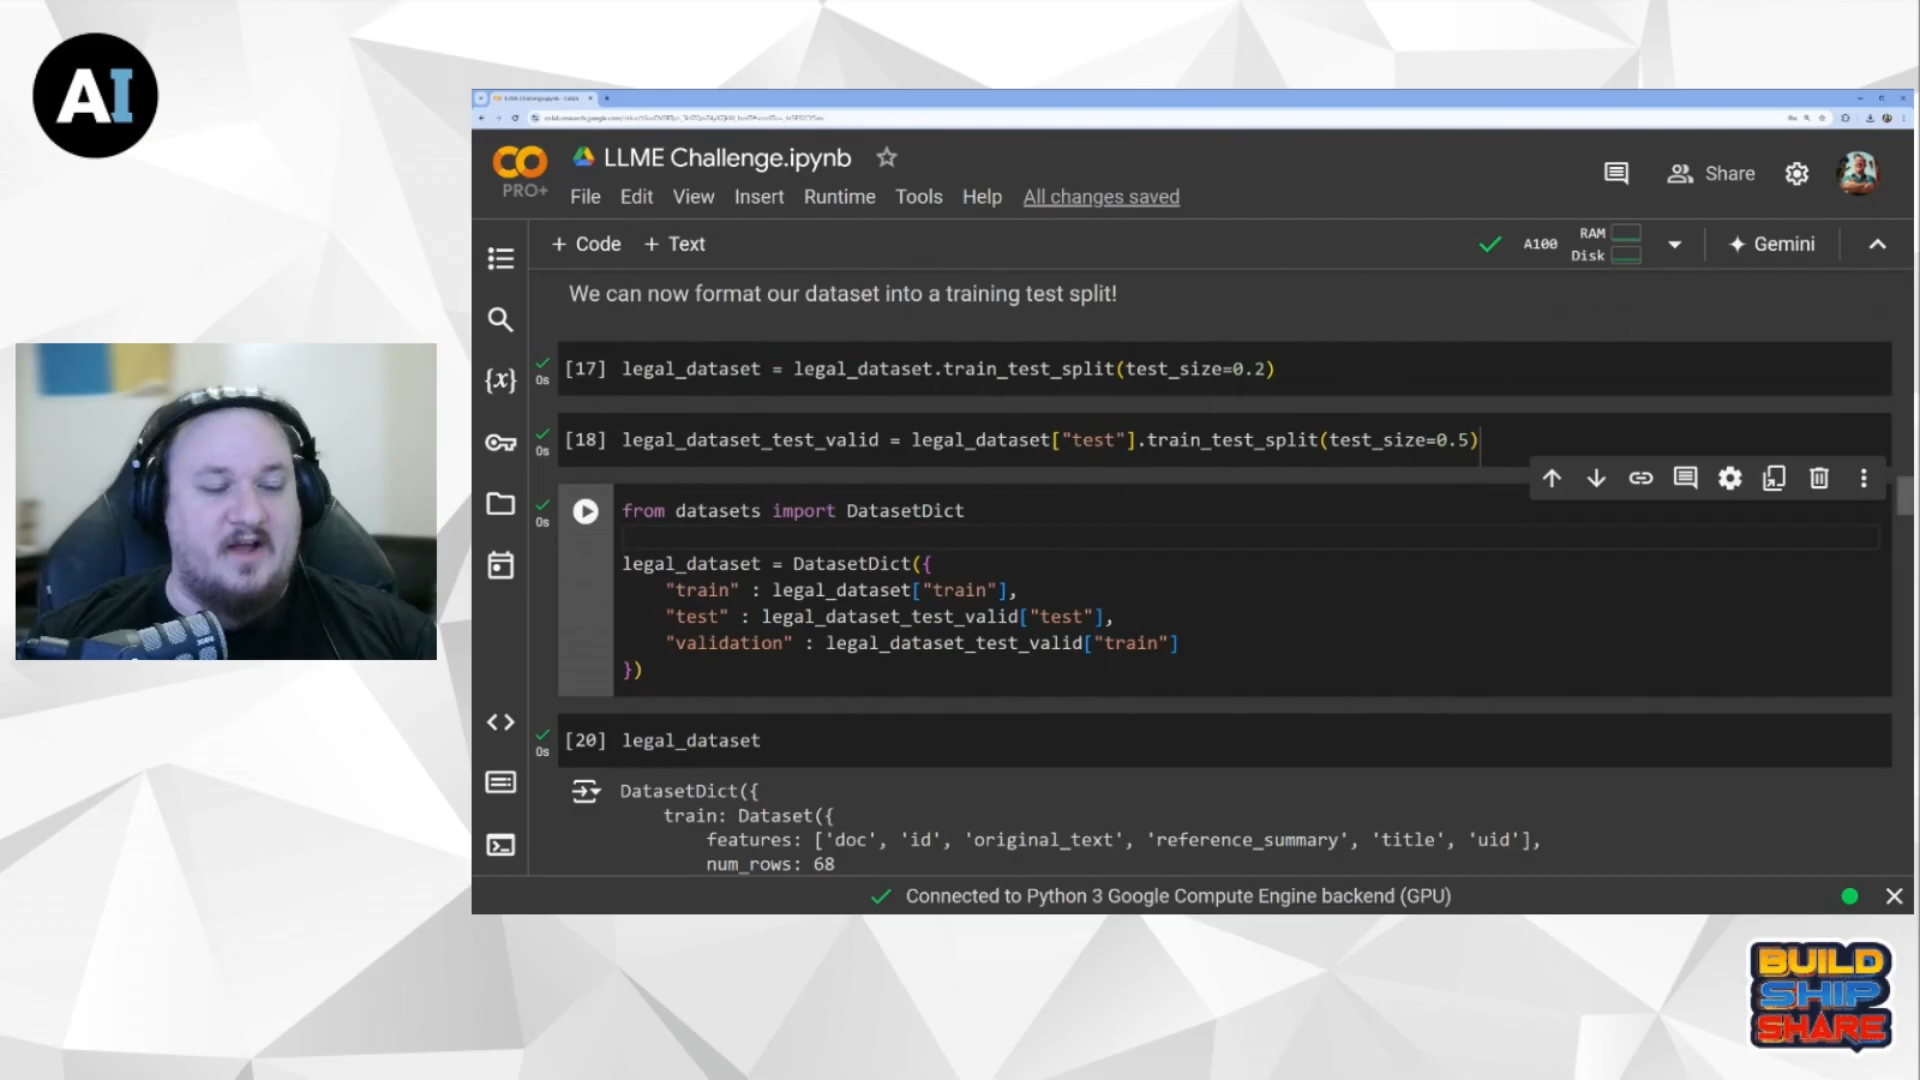 AI
LLME Challenge.ipynb
CO
PRO+
File Edit View Insert Runtime Tools Help All changes saved
Share
+ Code + Text
A100
RAM
Disk
Gemini
We can now format our dataset into a training test split!
0s [17] legal_dataset = legal_dataset.train_test_split(test_size=0.2)
0s [18] legal_dataset_test_valid = legal_dataset["test"].train_test_split(test_size=0.5)
0s from datasets import DatasetDict
legal_dataset = DatasetDict({
"train" : legal_dataset["train"],
"test" : legal_dataset_test_valid["test"],
"validation" : legal_dataset_test_valid["train"]
})
0s [20] legal_dataset
DatasetDict({
train: Dataset({
features: ['doc', 'id', 'original_text', 'reference_summary', 'title', 'uid'],
num_rows: 68
Connected to Python 3 Google Compute Engine backend (GPU)
BUILD
SHIP
SHARE